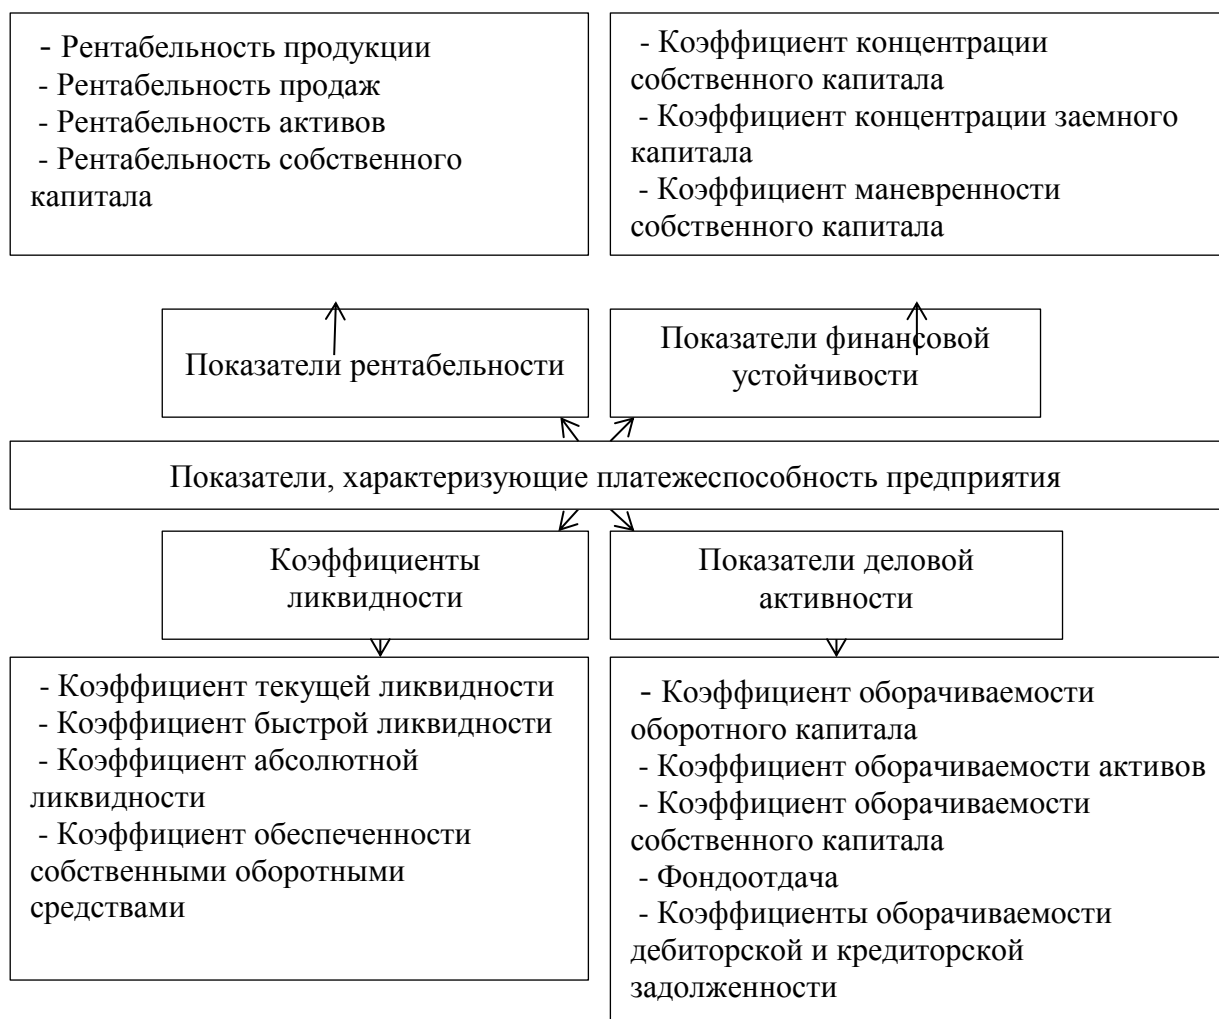 - Рентабельность продукции
- Рентабельность продаж
- Рентабельность активов
- Рентабельность собственного
капитала
- Коэффициент концентрации
собственного капитала
- Коэффициент концентрации заемного
капитала
- Коэффициент маневренности
собственного капитала
Показатели рентабельности
Показатели финансовой
устойчивости
Показатели, характеризующие платежеспособность предприятия
Коэффициенты
ликвидности
Показатели деловой
активности
- Коэффициент текущей ликвидности
- Коэффициент быстрой ликвидности
- Коэффициент абсолютной
ликвидности
- Коэффициент обеспеченности
собственными оборотными
средствами
- Коэффициент оборачиваемости
оборотного капитала
- Коэффициент оборачиваемости активов
- Коэффициент оборачиваемости
собственного капитала
- Фондоотдача
- Коэффициенты оборачиваемости
дебиторской и кредиторской
задолженности